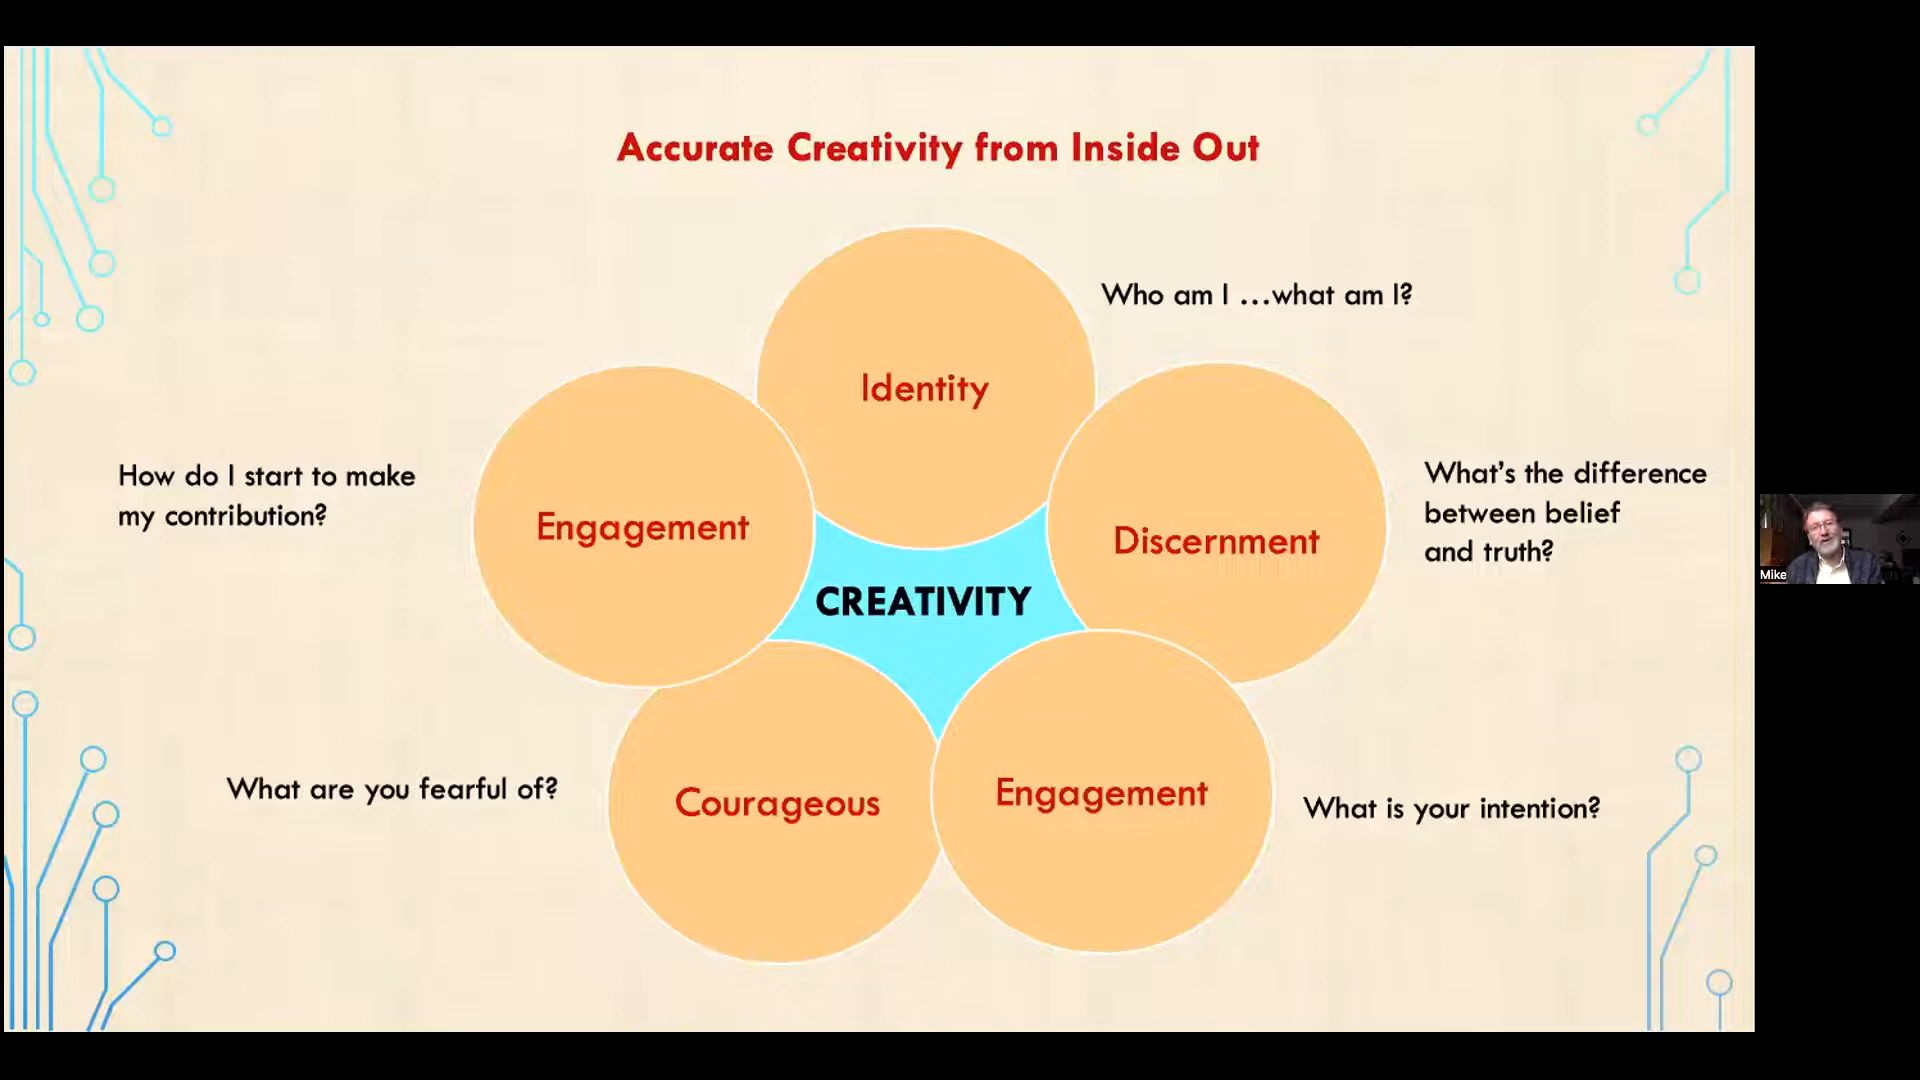 Accurate Creativity from Inside Out
Identity
Who am I ...what am I?
Discernment
What's the difference
between belief
and truth?
Engagement
What is your intention?
Courageous
What are you fearful of?
Engagement
How do I start to make
my contribution?
CREATIVITY
Mike